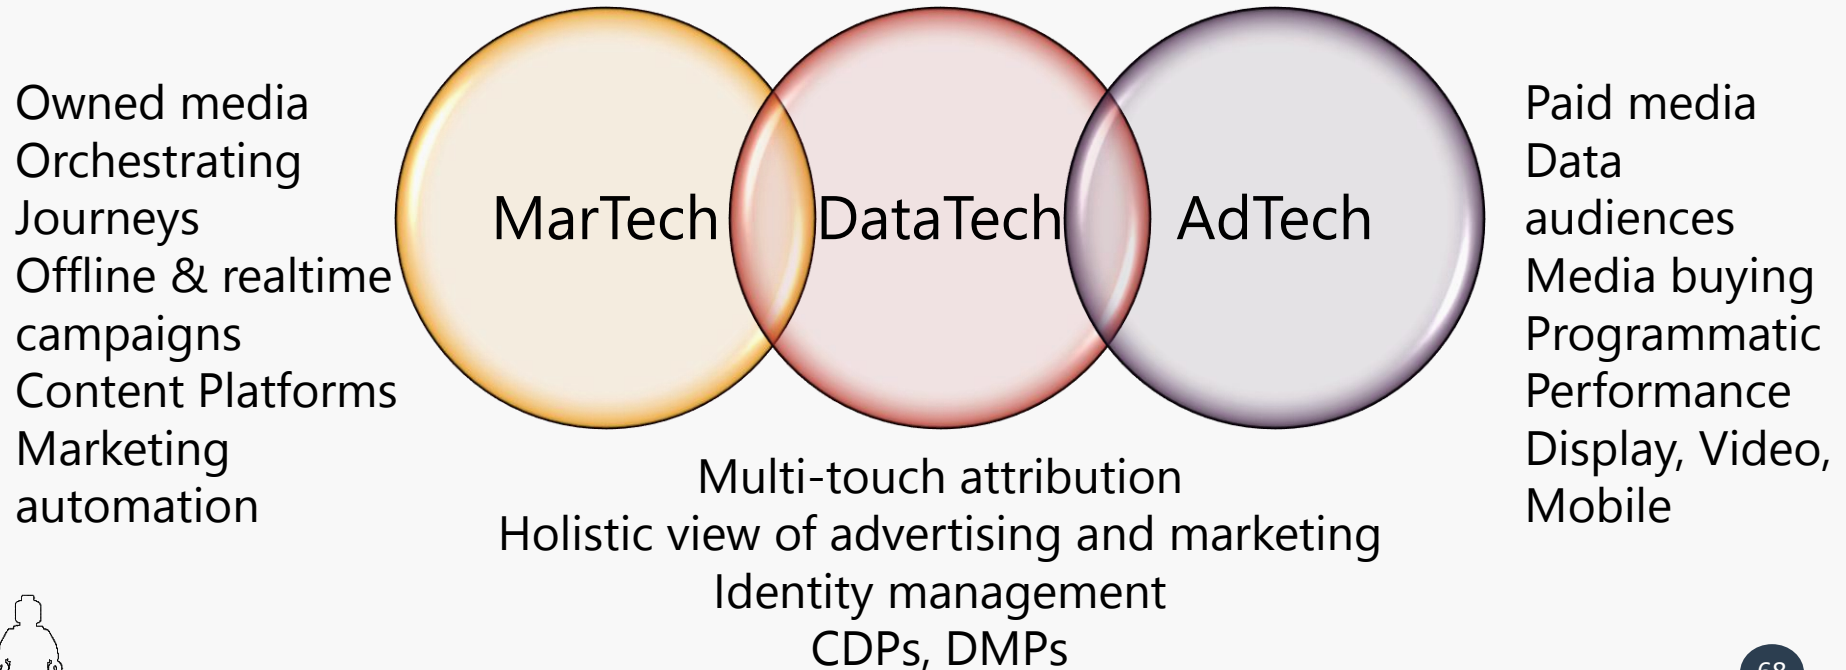 Owned media
Orchestrating
Journeys
Offline & realtime
campaigns
Content Platforms
Marketing
automation
MarTech
DataTech
AdTech
Multi-touch attribution
Holistic view of advertising and marketing
Identity management
CDPs, DMPs
Paid media
Data
audiences
Media buying
Programmatic
Performance
Display, Video,
Mobile
68